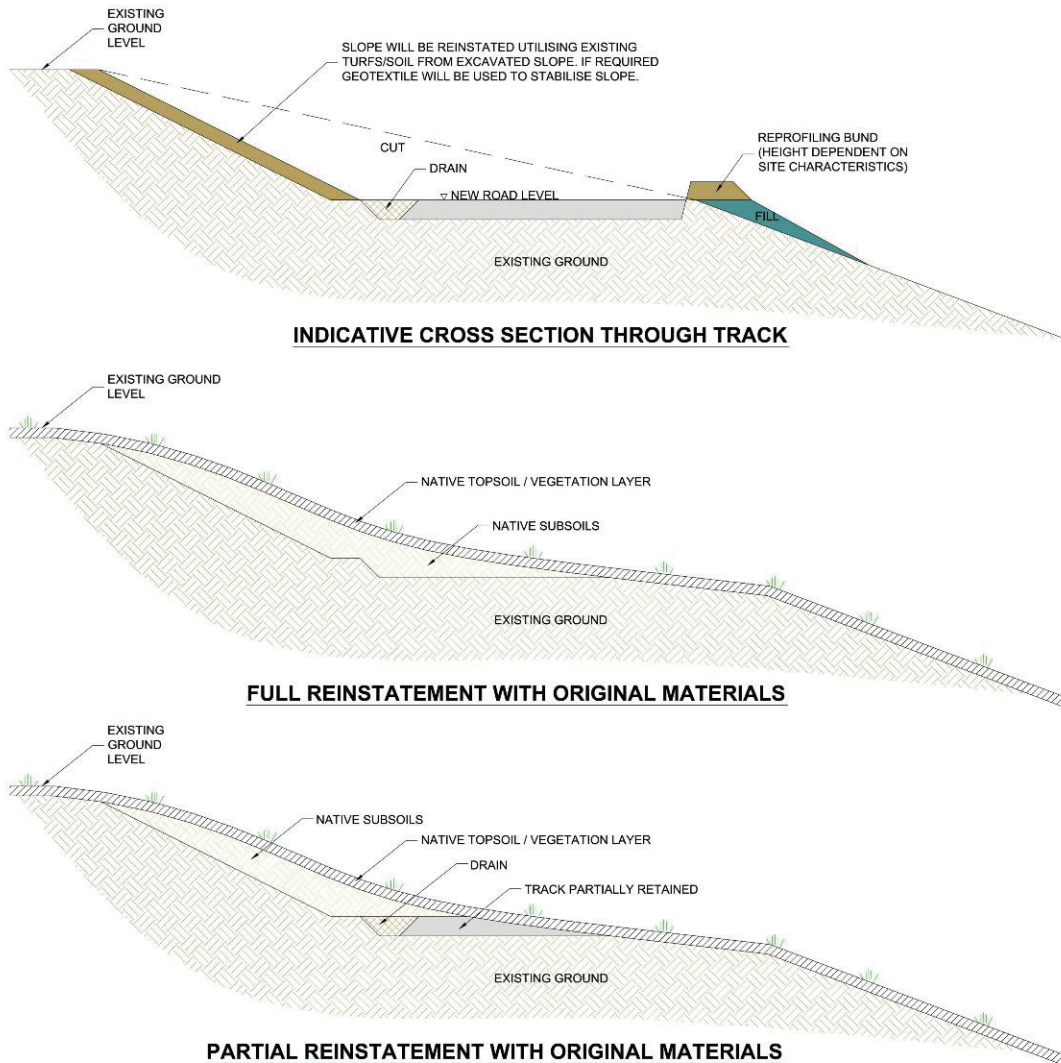 EXISTING
GROUND
LEVEL
SLOPE WILL BE REINSTATED UTILISING EXISTING
TURFS/SOIL FROM EXCAVATED SLOPE. IF REQUIRED
GEOTEXTILE WILL BE USED TO STABILISE SLOPE.
CUT
DRAIN
REPROFILING BUND
(HEIGHT DEPENDENT ON
SITE CHARACTERISTICS)
NEW ROAD LEVEL
FILL
EXISTING GROUND
INDICATIVE CROSS SECTION THROUGH TRACK
EXISTING GROUND
LEVEL
NATIVE TOPSOIL / VEGETATION LAYER
NATIVE SUBSOILS
EXISTING GROUND
FULL REINSTATEMENT WITH ORIGINAL MATERIALS
EXISTING
GROUND
LEVEL
NATIVE SUBSOILS
NATIVE TOPSOIL / VEGETATION LAYER
DRAIN
TRACK PARTIALLY RETAINED
EXISTING GROUND
PARTIAL REINSTATEMENT WITH ORIGINAL MATERIALS